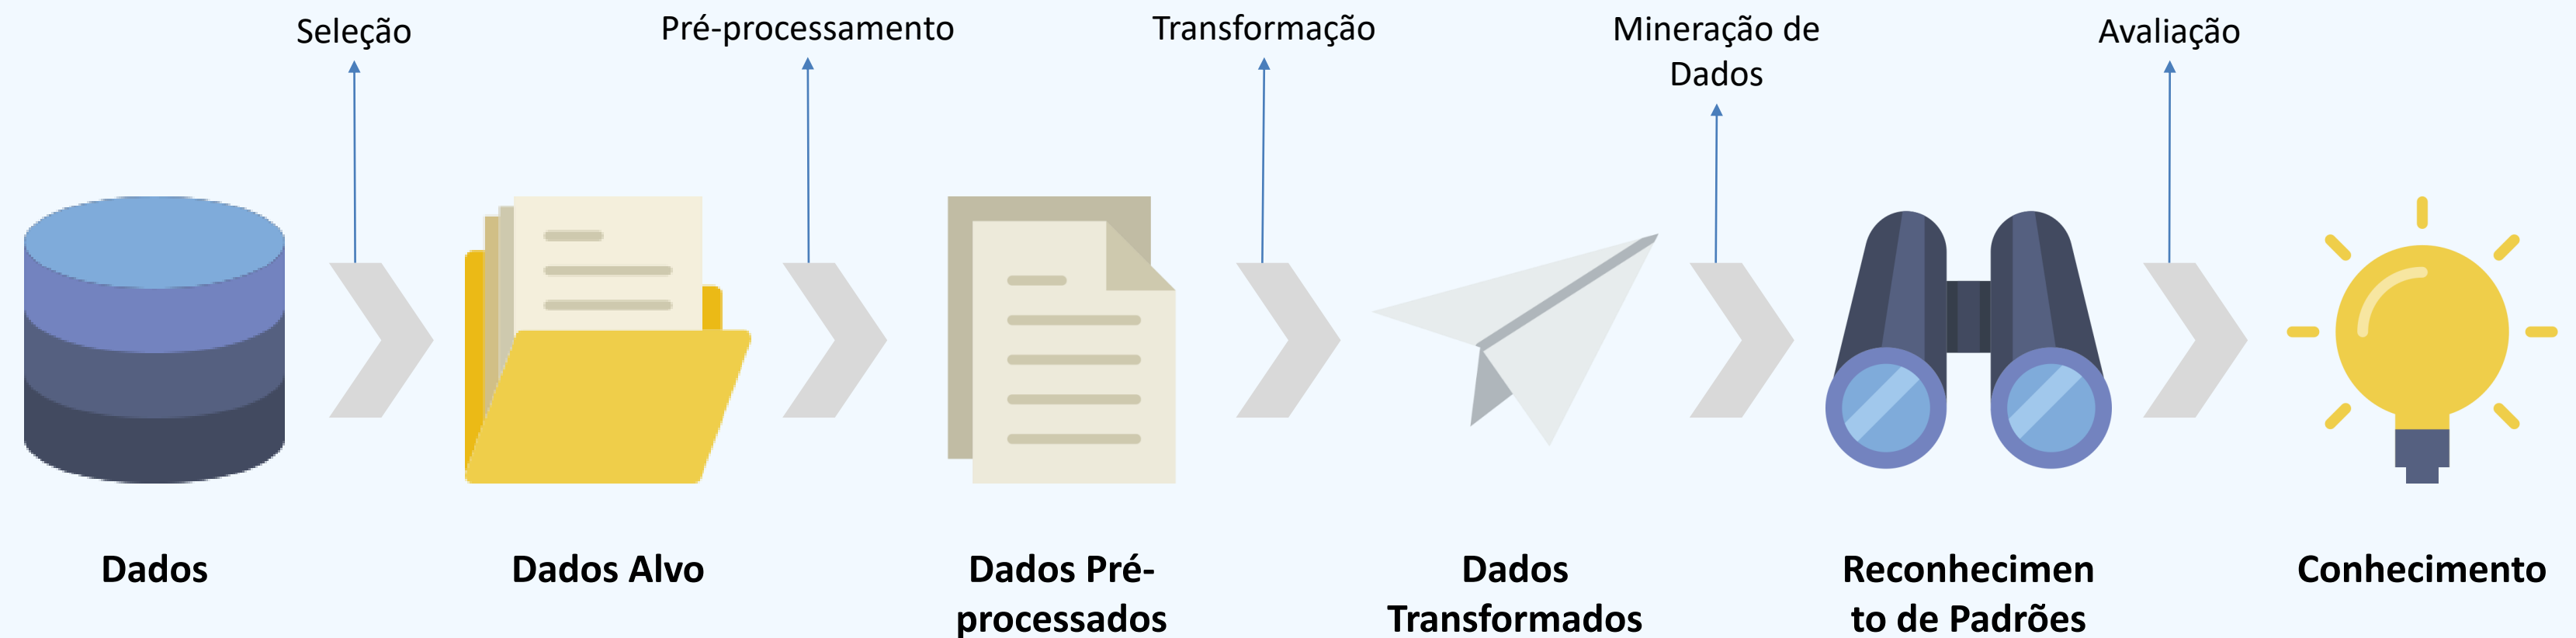 Seleção
Pré-processamento
Transformação
Mineração de
Dados
Avaliação
Dados
Dados Alvo
Dados Pré-
processados
Dados
Transformados
Reconhecimen
to de Padrões
Conhecimento